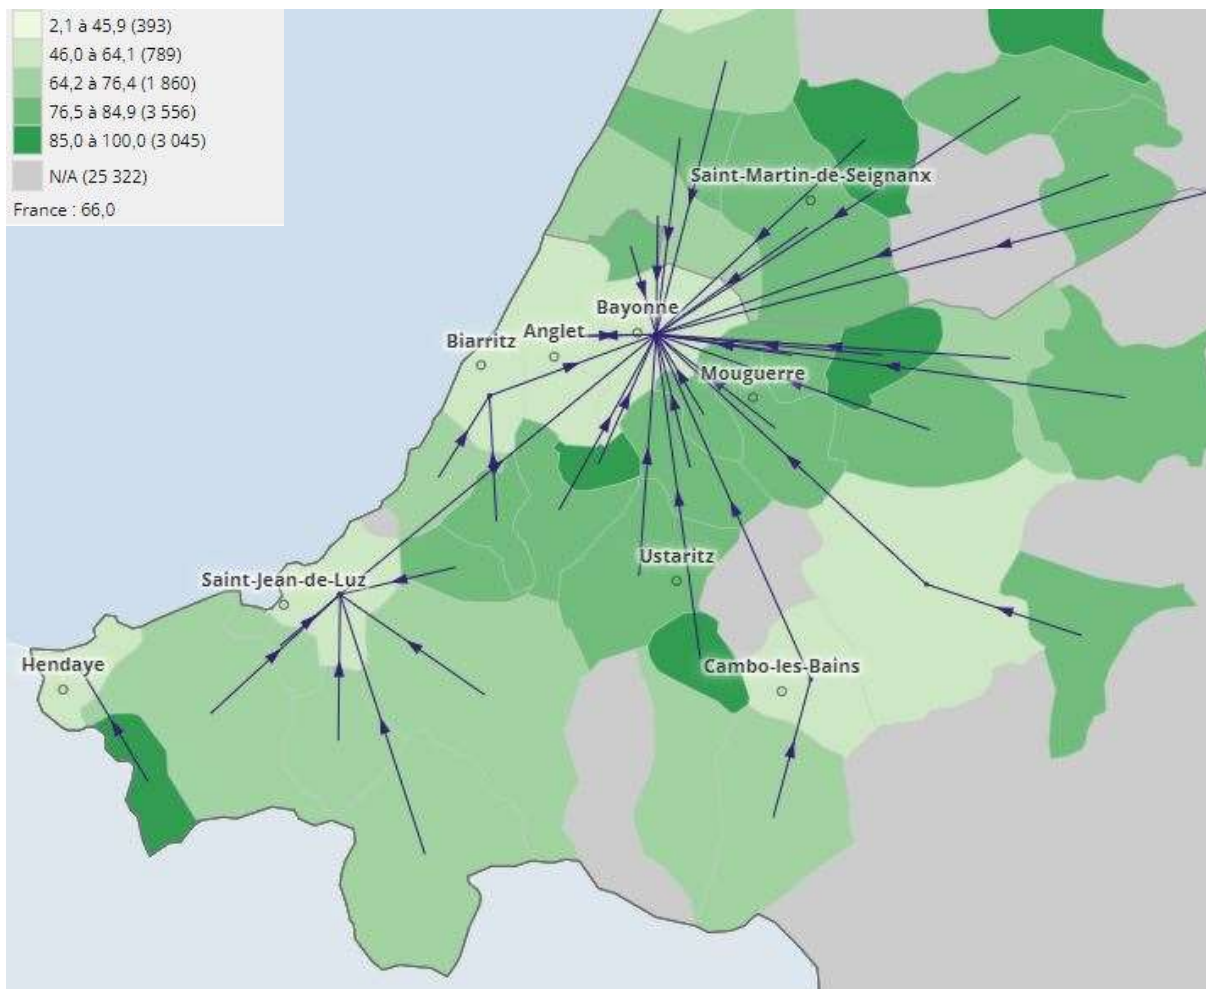 2,1 à 45,9 (393)
46,0 à 64,1 (789)
64,2 à 76,4 (1 860)
76,5 à 84,9 (3 556)
85,0 à 100,0 (3 045)
N/A (25 322)
France : 66,0
Saint-Martin-de-Seignanx
Bayonne
Anglet
Biarritz
Mouguerre
Ustaritz
Saint-Jean-de-Luz
Hendaye
Cambo-les-Bains